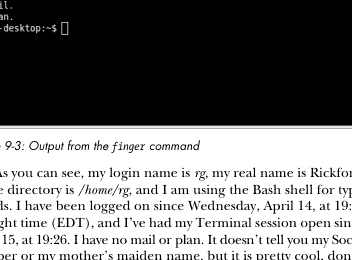 il.
an.
-desktop:~$
9-3: Output from the finger command
As you can see, my login name is rg, my real name is Rickfor
e directory is /home/rg, and I am using the Bash shell for typ
ds. I have been logged on since Wednesday, April 14, at 19:
ght time (EDT), and I've had my Terminal session open sin
15, at 19:26. I have no mail or plan. It doesn't tell you my Soc
ber or my mother's maiden name, but it is pretty cool, don